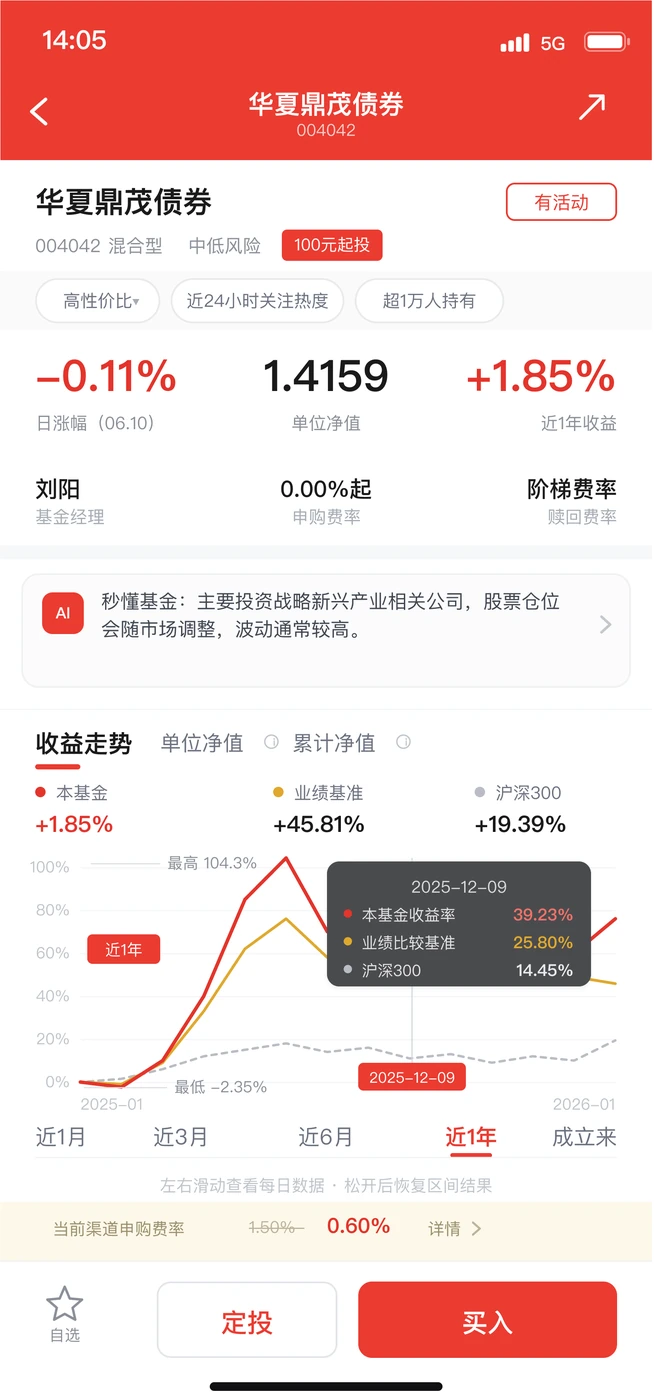 14:05
5G
华夏鼎茂债券
004042
华夏鼎茂债券
有活动
004042 混合型 中低风险 100元起投
高性价比▾ 近24小时关注热度 超1万人持有
−0.11% 1.4159 +1.85%
日涨幅（06.10） 单位净值 近1年收益
刘阳 0.00%起 阶梯费率
基金经理 申购费率 赎回费率
AI
秒懂基金：主要投资战略新兴产业相关公司，股票仓位
会随市场调整，波动通常较高。
收益走势 单位净值 累计净值
本基金 业绩基准 沪深300
+1.85% +45.81% +19.39%
100% 最高 104.3%
80%
60%
40%
20%
0%
近1年
2025−12−09
本基金收益率 39.23%
业绩比较基准 25.80%
沪深300 14.45%
2025−12−09
最低 −2.35%
2025−01 2026−01
近1月 近3月 近6月 近1年 成立来
左右滑动查看每日数据 · 松开后恢复区间结果
当前渠道申购费率 1.50% 0.60% 详情
自选
定投
买入